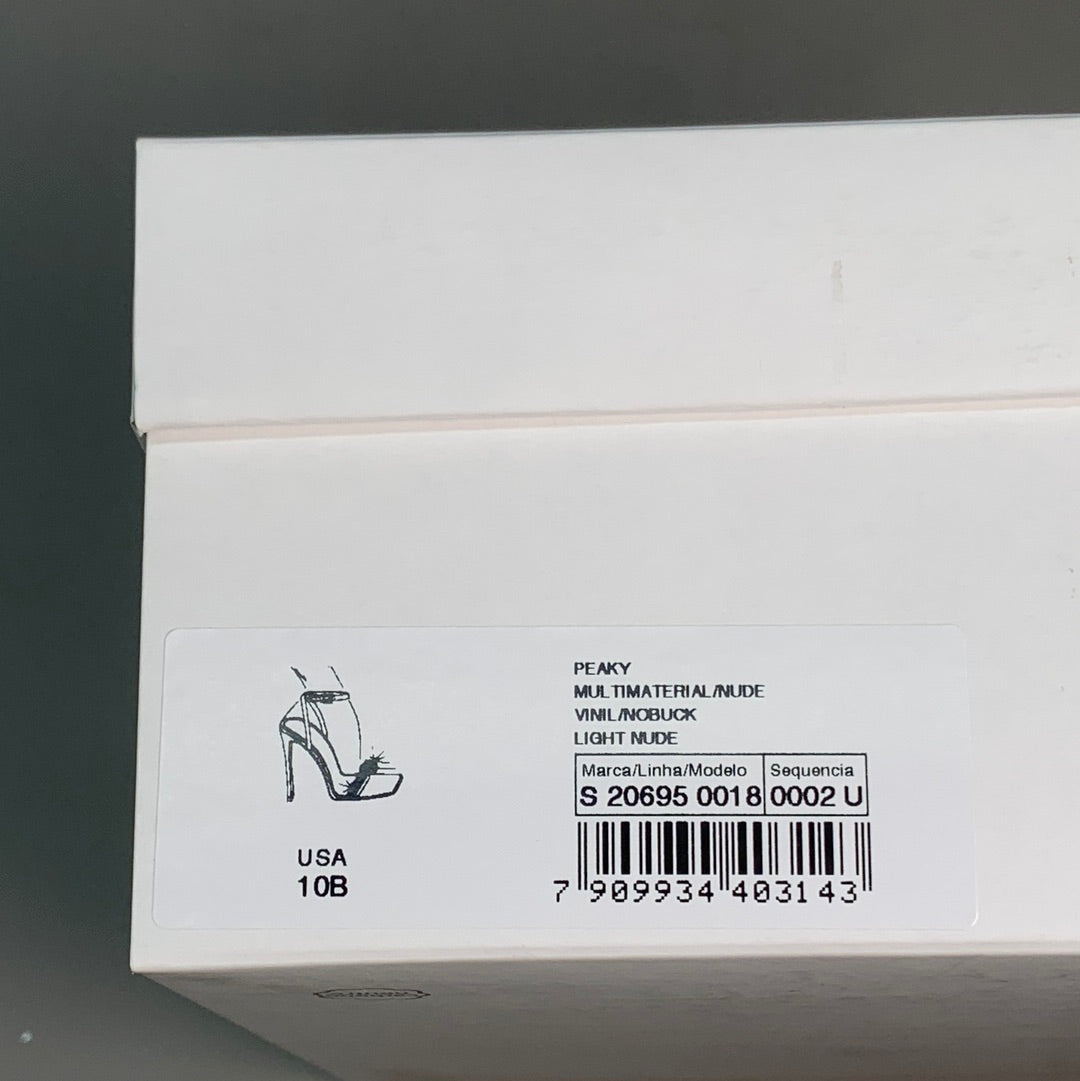 PEAKY
MULTIMATERIAL/NUDE
VINIL/NOBUCK
LIGHT NUDE
Marca/Linha/Modelo Sequencia
S 20695 0018 0002 U
USA
10B
7 909934 403143